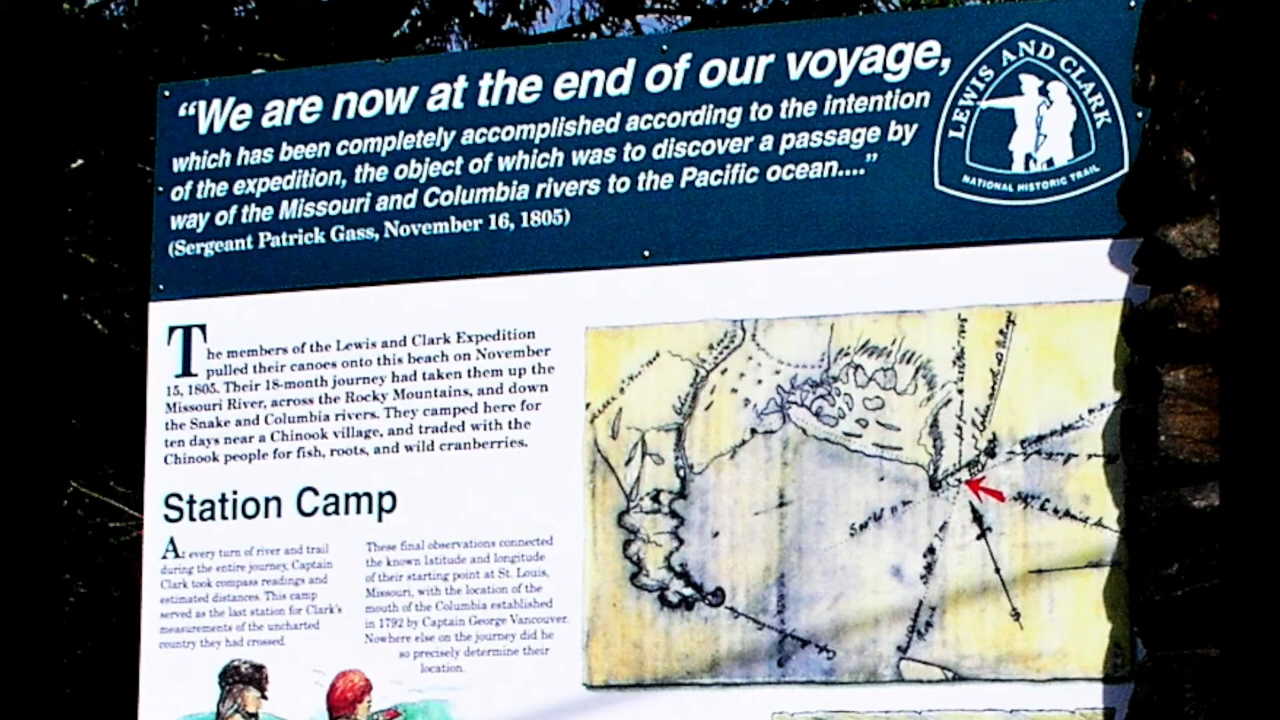 “We are now at the end of our voyage,
which has been completely accomplished according to the intention
of the expedition, the object of which was to discover a passage by
way of the Missouri and Columbia rivers to the Pacific ocean....”
(Sergeant Patrick Gass, November 16, 1805)
LEWIS AND CLARK
NATIONAL HISTORIC TRAIL
The members of the Lewis and Clark Expedition
pulled their canoes onto this beach on November
15, 1805. Their 18-month journey had taken them up the
Missouri River, across the Rocky Mountains, and down
the Snake and Columbia rivers. They camped here for
ten days near a Chinook village, and traded with the
Chinook people for fish, roots, and wild cranberries.
Station Camp
At every turn of river and trail
during the entire journey, Captain
Clark took compass readings and
estimated distances. This camp
served as the last station for Clark's
measurements of the uncharted
country they had crossed.
These final observations connected
the known latitude and longitude
of their starting point at St. Louis,
Missouri, with the location of the
mouth of the Columbia established
in 1792 by Captain George Vancouver.
Nowhere else on the journey did he
so precisely determine their
location.